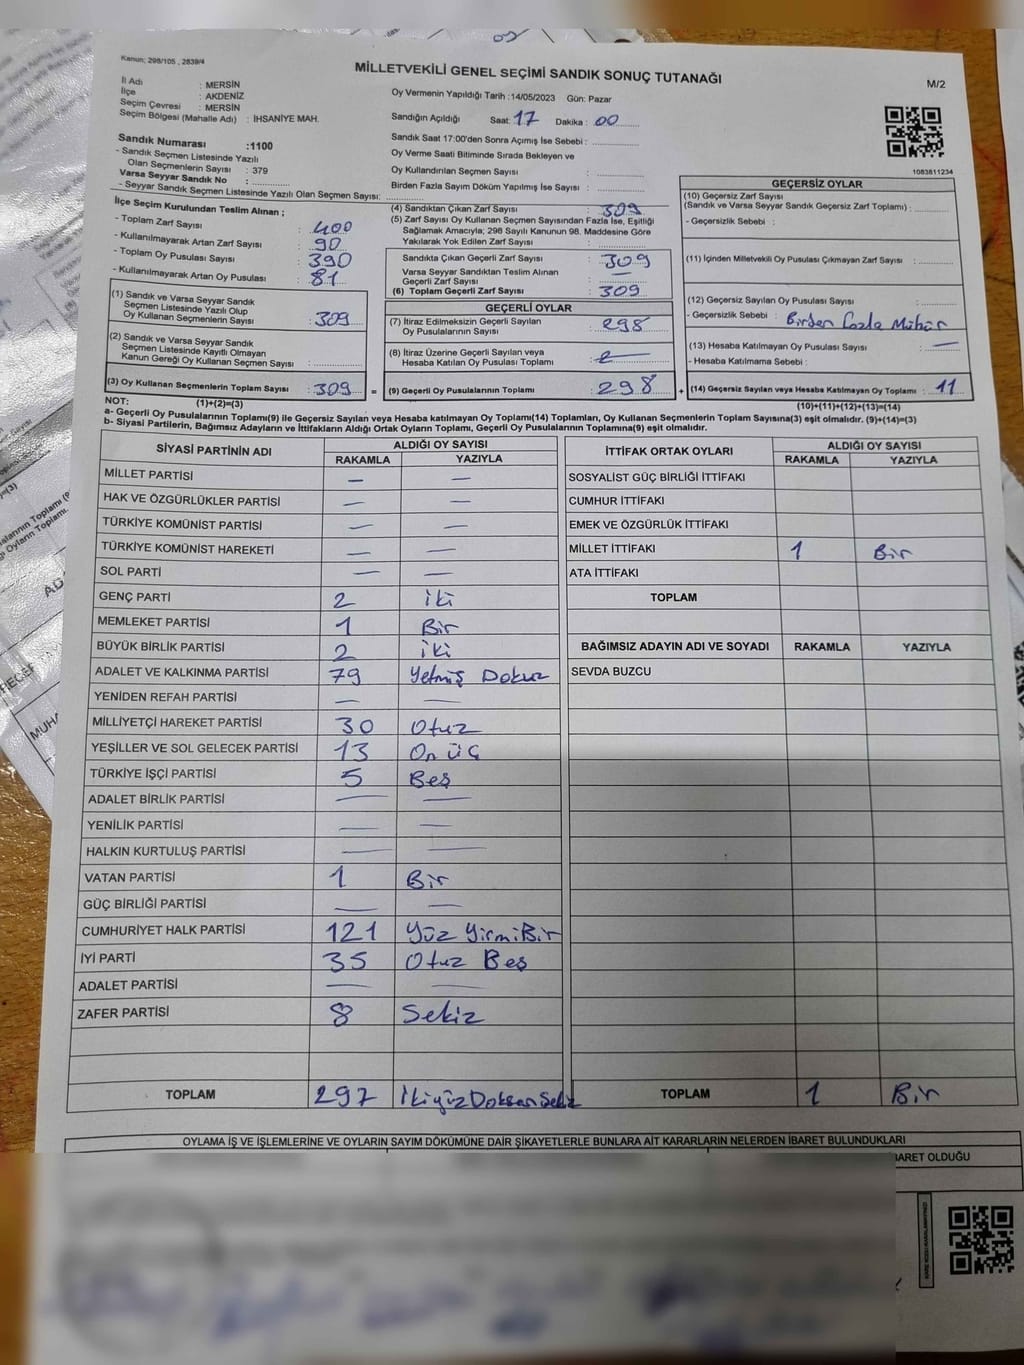 Kanun; 298/105 , 2839/4
MİLLETVEKİLİ GENEL SEÇİMİ SANDIK SONUÇ TUTANAĞI
M/2
İl Adı : MERSİN
İlçe : AKDENİZ
Seçim Çevresi : MERSİN
Seçim Bölgesi (Mahalle Adı) : İHSANİYE MAH.
Oy Vermenin Yapıldığı Tarih :14/05/2023 Gün: Pazar
Sandığın Açıldığı Saat: 17 Dakika : 00
Sandık Numarası :1100
- Sandık Seçmen Listesinde Yazılı
Olan Seçmenlerin Sayısı : 379
Varsa Seyyar Sandık No :
- Seyyar Sandık Seçmen Listesinde Yazılı Olan Seçmen Sayısı:
Sandık Saat 17:00'den Sonra Açımış İse Sebebi :
Oy Verme Saati Bitiminde Sırada Bekleyen ve
Oy Kullandırılan Seçmen Sayısı :
Birden Fazla Sayım Döküm Yapılmış İse Sayısı :
1083811234
İlçe Seçim Kurulundan Teslim Alınan ;
- Toplam Zarf Sayısı : 400
- Kullanılmayarak Artan Zarf Sayısı : 90
- Toplam Oy Pusulası : 390
- Kullanılmayarak Artan Oy Pusulası : 81
(1) Sandık ve Varsa Seyyar Sandık
Seçmen Listesinde Yazılı Olup
Oy Kullanan Seçmenlerin Sayısı : 309
(2) Sandık ve Varsa Seyyar Sandık
Seçmen Listesinde Kayıtlı Olmayan
Kanun Gereği Oy Kullanan Seçmen Sayısı :
(3) Oy Kullanan Seçmenlerin Toplam Sayısı : 309 =
(4) Sandıktan Çıkan Zarf Sayısı : 309
(5) Zarf Sayısı Oy Kullanan Seçmen Sayısından Fazla İse, Eşitliği
Sağlamak Amacıyla; 298 Sayılı Kanunun 98. Maddesine Göre
Yakılarak Yok Edilen Zarf Sayısı :
Sandıkta Çıkan Geçerli Zarf Sayısı : 309
Varsa Seyyar Sandıktan Teslim Alınan
Geçerli Zarf Sayısı : —
(6) Toplam Geçerli Zarf Sayısı : 309
GEÇERLİ OYLAR
(7) İtiraz Edilmeksizin Geçerli Sayılan
Oy Pusulalarının Sayısı : 298
(8) İtiraz Üzerine Geçerli Sayılan veya
Hesaba Katılan Oy Pusulası Toplamı :
(9) Geçerli Oy Pusulalarının Toplamı : 298 +
GEÇERSİZ OYLAR
(10) Geçersiz Zarf Sayısı
(Sandık ve Varsa Seyyar Sandık Geçersiz Zarf Toplamı) :
- Geçersizlik Sebebi :
(11) İçinden Milletvekili Oy Pusulası Çıkmayan Zarf Sayısı :
(12) Geçersiz Sayılan Oy Pusulası Sayısı :
- Geçersizlik Sebebi : Birden Fazla Mühür
(13) Hesaba Katılmayan Oy Pusulası Sayısı : —
- Hesaba Katılmama Sebebi :
(14) Geçersiz Sayılan veya Hesaba Katılmayan Oy Toplamı : 11
NOT: (1)+(2)=(3)
(10)+(11)+(12)+(13)=(14)
a- Geçerli Oy Pusulalarının Toplamı(9) ile Geçersiz Sayılan veya Hesaba katılmayan Oy Toplamı(14) Toplamları, Oy Kullanan Seçmenlerin Toplam Sayısına(3) eşit olmalıdır. (9)+(14)=(3)
b- Siyasi Partilerin, Bağımsız Adayların ve İttifakların Aldığı Ortak Oyların Toplamı, Geçerli Oy Pusulalarının Toplamına(9) eşit olmalıdır.
SİYASİ PARTİNİN ADI ALDIĞI OY SAYISI
RAKAMLA YAZIYLA
MİLLET PARTİSİ — —
HAK VE ÖZGÜRLÜKLER PARTİSİ — —
TÜRKİYE KOMÜNİST PARTİSİ — —
TÜRKİYE KOMÜNİST HAREKETİ — —
SOL PARTİ — —
GENÇ PARTİ 2 iki
MEMLEKET PARTİSİ 1 Bir
BÜYÜK BİRLİK PARTİSİ 2 iki
ADALET VE KALKINMA PARTİSİ 79 Yetmiş Dokuz
YENİDEN REFAH PARTİSİ — —
MİLLİYETÇİ HAREKET PARTİSİ 30 Otuz
YEŞİLLER VE SOL GELECEK PARTİSİ 13 On üç
TÜRKİYE İŞÇİ PARTİSİ 5 Beş
ADALET BİRLİK PARTİSİ — —
YENİLİK PARTİSİ — —
HALKIN KURTULUŞ PARTİSİ — —
VATAN PARTİSİ 1 Bir
GÜÇ BİRLİĞİ PARTİSİ — —
CUMHURİYET HALK PARTİSİ 121 Yüz YirmiBir
İYİ PARTİ 35 Otuz Beş
ADALET PARTİSİ — —
ZAFER PARTİSİ 8 Sekiz
TOPLAM 297 İkiyüzDoksanSekiz
İTTİFAK ORTAK OYLARI ALDIĞI OY SAYISI
RAKAMLA YAZIYLA
SOSYALİST GÜÇ BİRLİĞİ İTTİFAKI
CUMHUR İTTİFAKI
EMEK VE ÖZGÜRLÜK İTTİFAKI
MİLLET İTTİFAKI 1 Bir
ATA İTTİFAKI
TOPLAM
BAĞIMSIZ ADAYIN ADI VE SOYADI RAKAMLA YAZIYLA
SEVDA BUZCU
TOPLAM 1 Bir
OYLAMA İŞ VE İŞLEMLERİNE VE OYLARIN SAYIM DÖKÜMÜNE DAİR ŞİKAYETLERLE BUNLARA AİT KARARLARIN NELERDEN İBARET BULUNDUKLARI
BARET OLDUĞU